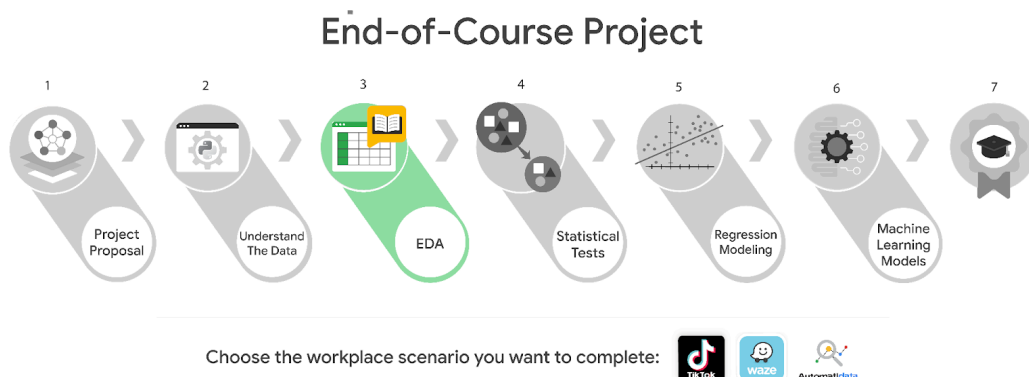 End-of-Course Project
1
2
3
4
5
6
7
Project
Proposal
Understand
The Data
EDA
Statistical
Tests
Regression
Modeling
Machine
Learning
Models
Choose the workplace scenario you want to complete:
TikTok
waze
Automatidata